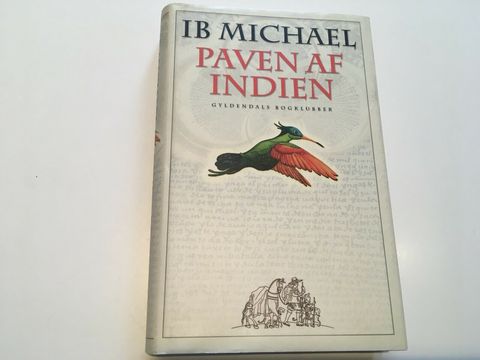 IB MICHAEL
PAVEN AF
INDIEN
GYLDENDALS BOGKLUBBER